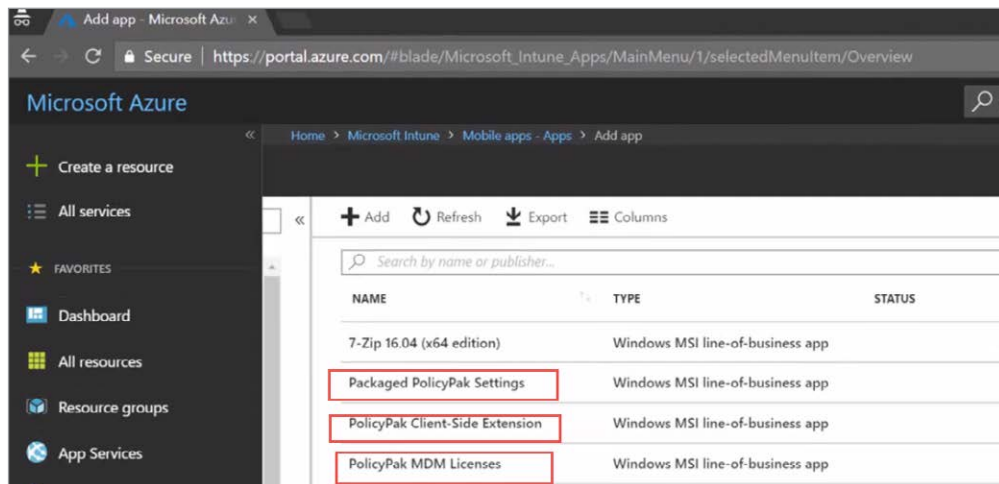 Add app - Microsoft Azu
Secure | https://portal.azure.com/#blade/Microsoft_Intune_Apps/MainMenu/1/selectedMenuItem/Overview
Microsoft Azure
Home > Microsoft Intune > Mobile apps - Apps > Add app
Create a resource
All services
FAVORITES
Dashboard
All resources
Resource groups
App Services
Add Refresh Export Columns
Search by name or publisher...
NAME TYPE STATUS
7-Zip 16.04 (x64 edition) Windows MSI line-of-business app
Packaged PolicyPak Settings Windows MSI line-of-business app
PolicyPak Client-Side Extension Windows MSI line-of-business app
PolicyPak MDM Licenses Windows MSI line-of-business app